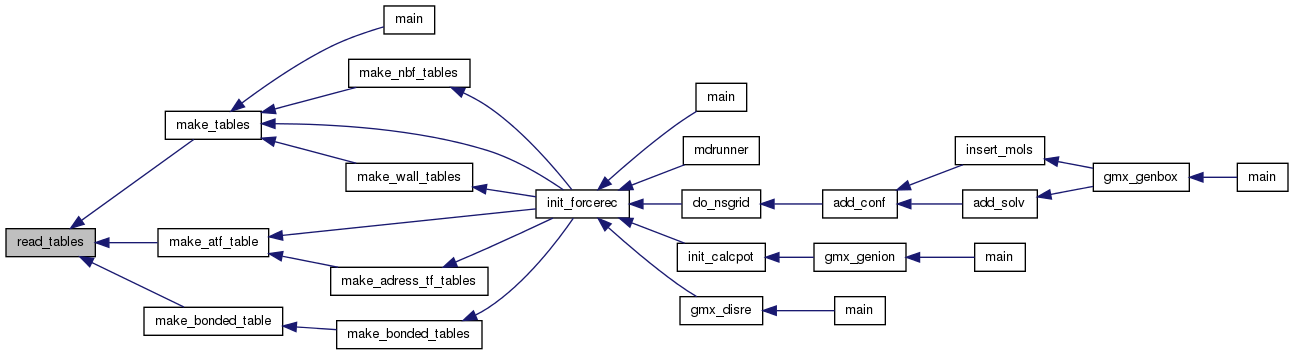 main
make_nbf_tables
main
make_tables
mdrunner
insert_mols
make_wall_tables
gmx_genbox
main
init_forcerec
do_nsgrid
add_conf
add_solv
read_tables
make_atf_table
init_calcpot
gmx_genion
main
make_adress_tf_tables
gmx_disre
main
make_bonded_table
make_bonded_tables